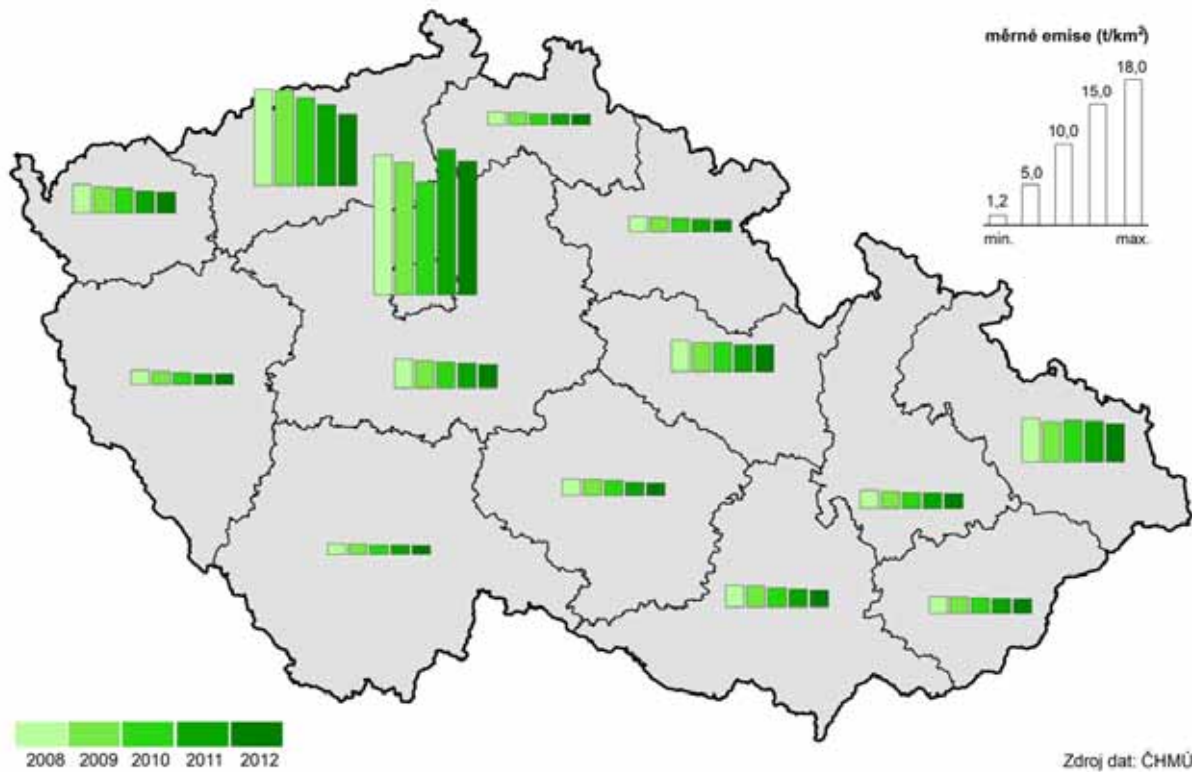 měrné emise (t/km²)
18,0
15,0
10,0
5,0
1,2
min. max.
2008 2009 2010 2011 2012
Zdroj dat: ČHMÚ